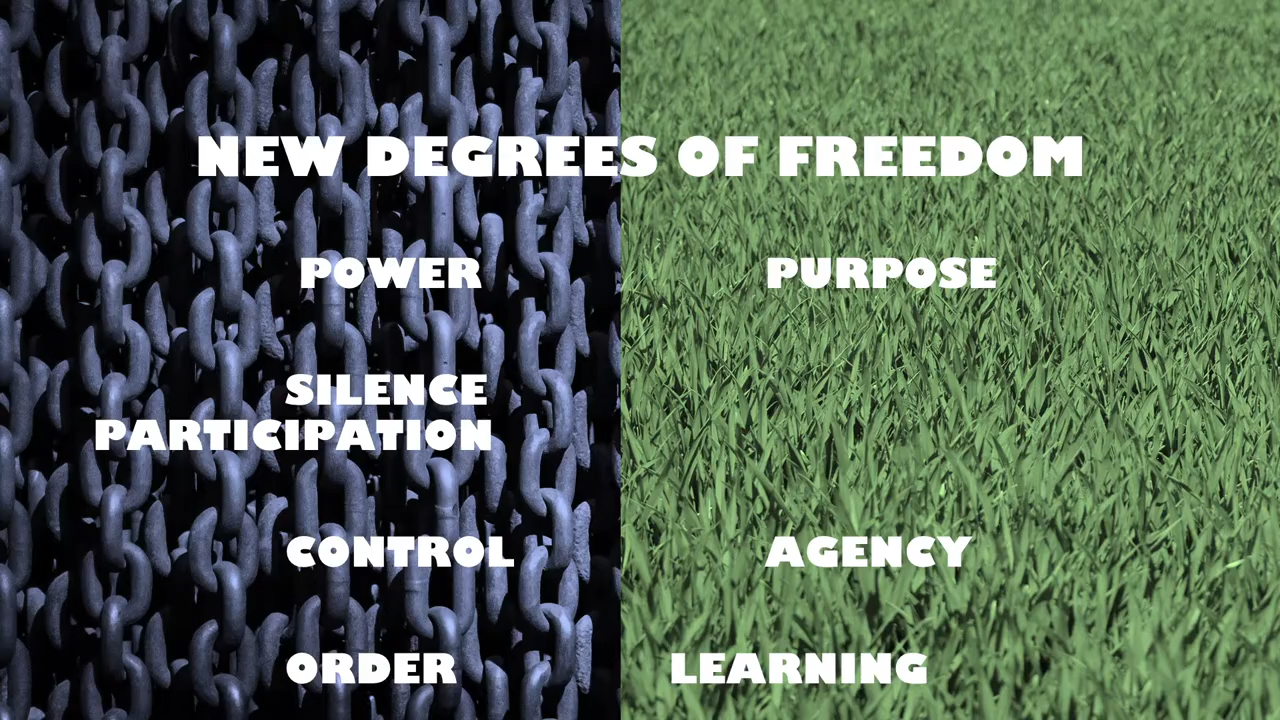 NEW DEGREES OF FREEDOM
POWER PURPOSE
SILENCE
PARTICIPATION
CONTROL AGENCY
ORDER LEARNING